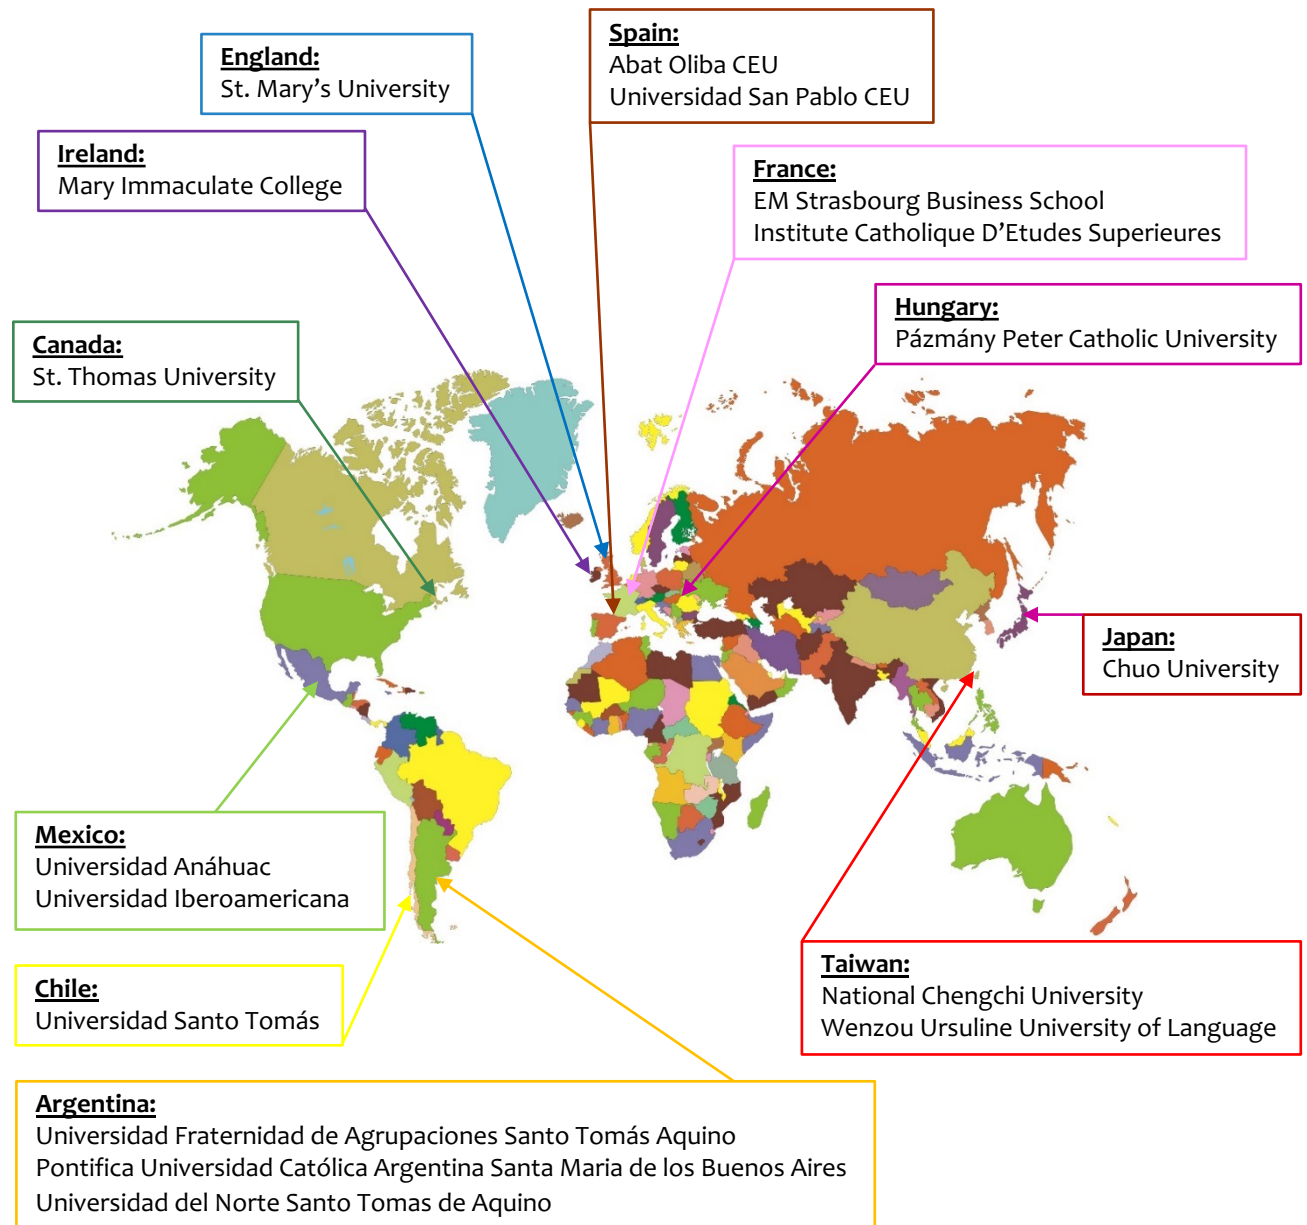 Spain:
Abat Oliba CEU
Universidad San Pablo CEU
England:
St. Mary's University
Ireland:
Mary Immaculate College
France:
EM Strasbourg Business School
Institute Catholique D'Etudes Superieures
Hungary:
Pázmány Peter Catholic University
Canada:
St. Thomas University
Japan:
Chuo University
Mexico:
Universidad Anáhuac
Universidad Iberoamericana
Taiwan:
National Chengchi University
Wenzou Ursuline University of Language
Chile:
Universidad Santo Tomás
Argentina:
Universidad Fraternidad de Agrupaciones Santo Tomás Aquino
Pontifica Universidad Católica Argentina Santa Maria de los Buenos Aires
Universidad del Norte Santo Tomas de Aquino